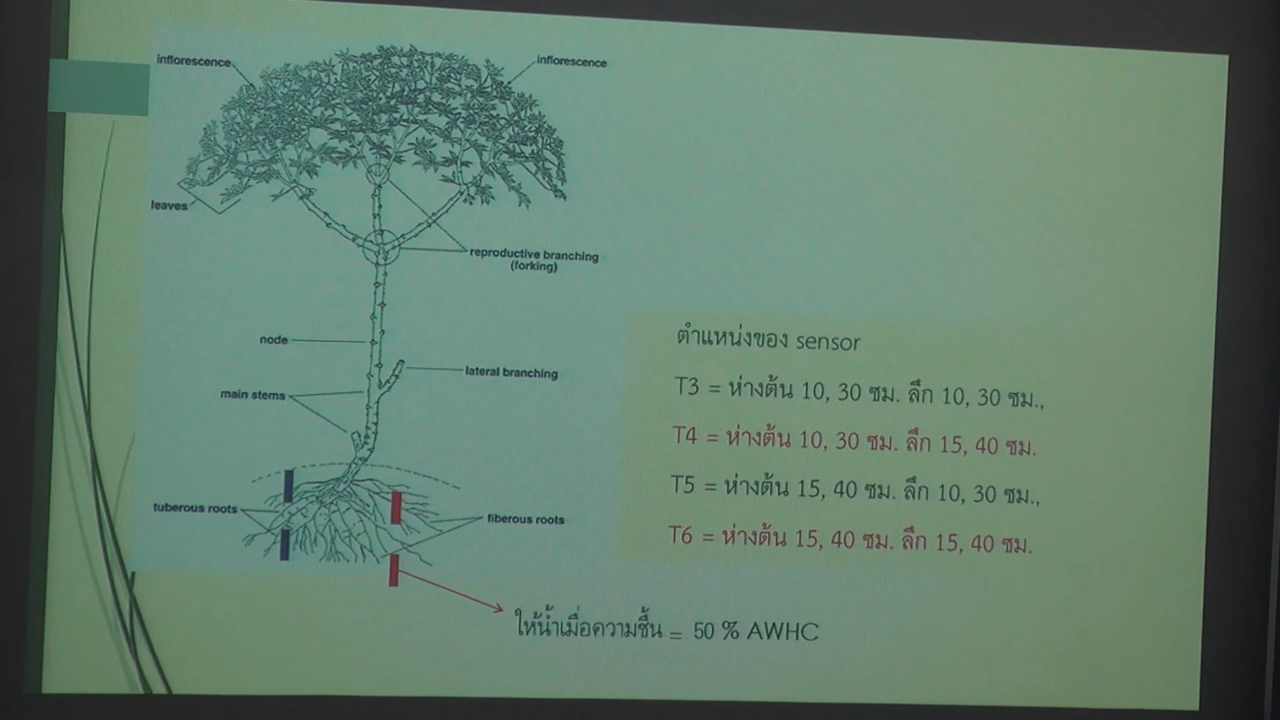 inflorescence
inflorescence
leaves
reproductive branching
(forking)
node
lateral branching
main stems
tuberous roots
fiberous roots
ตำแหน่งของ sensor
T3 = ห่างต้น 10, 30 ซม. ลึก 10, 30 ซม.,
T4 = ห่างต้น 10, 30 ซม. ลึก 15, 40 ซม.
T5 = ห่างต้น 15, 40 ซม. ลึก 10, 30 ซม.,
T6 = ห่างต้น 15, 40 ซม. ลึก 15, 40 ซม.
ให้น้ำเมื่อความชื้น = 50 % AWHC